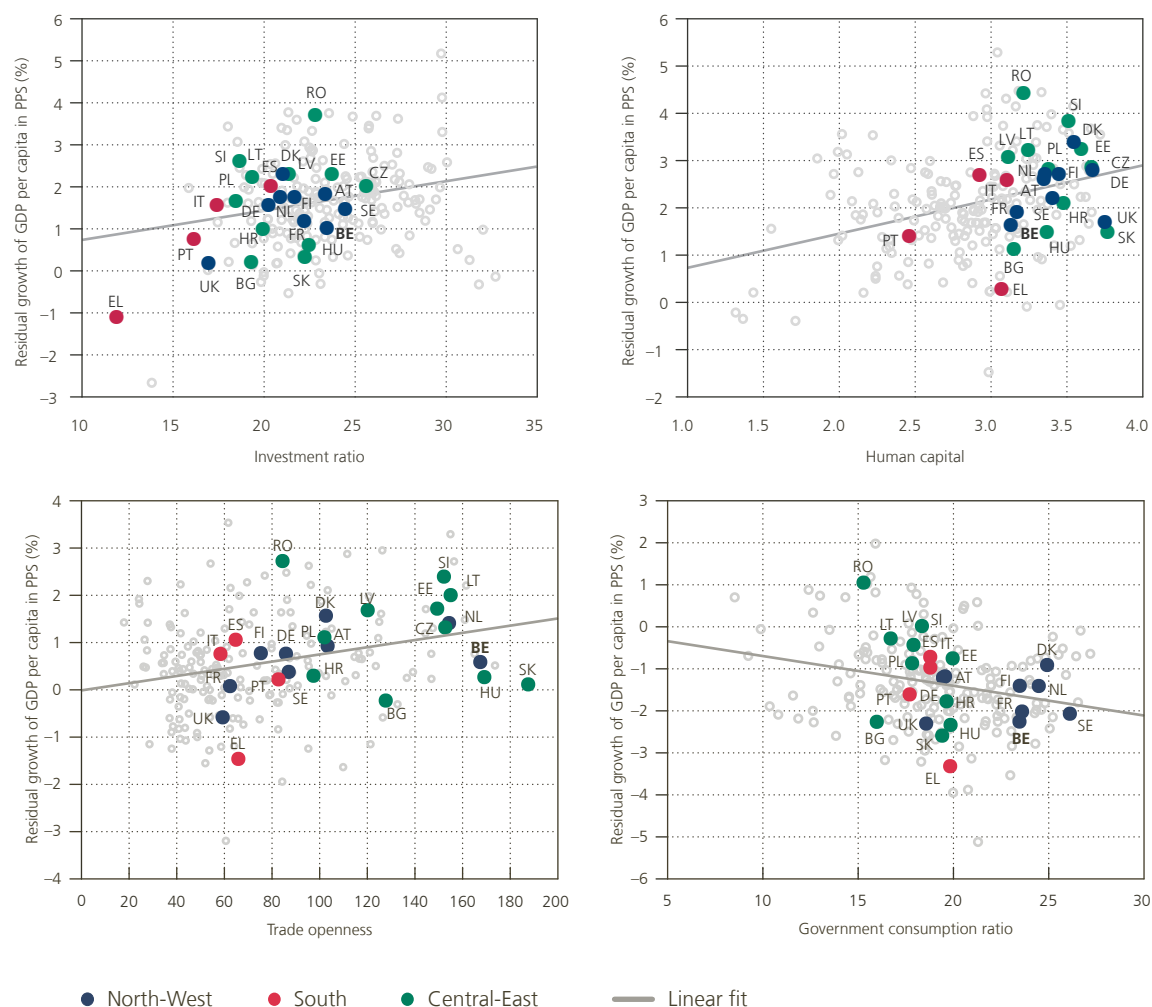 Residual growth of GDP per capita in PPS (%)
6
5
4
3
2
1
0
−1
−2
−3
RO
SI
LT
ES
DK
LV
EE
CZ
PL
AT
IT
DE
NL
FI
SE
HR
FR
BE
PT
HU
UK
BG
SK
EL
10
15
20
25
30
35
Investment ratio
Residual growth of GDP per capita in PPS (%)
6
5
4
3
2
1
0
−1
−2
RO
SI
DK
LT
LV
EE
PL
ES
CZ
NL
FI
DE
IT
AT
FR
SE
HR
UK
PT
BE
HU
SK
BG
EL
1.0
1.5
2.0
2.5
3.0
3.5
4.0
Human capital
Residual growth of GDP per capita in PPS (%)
4
3
2
1
0
−1
−2
−3
−4
RO
SI
LT
EE
DK
LV
ES
NL
FI
DE
PL
AT
CZ
IT
BE
HR
SK
FR
PT
SE
HU
BG
UK
EL
0
20
40
60
80
100
120
140
160
180
200
Trade openness
Residual growth of GDP per capita in PPS (%)
3
2
1
0
−1
−2
−3
−4
−5
−6
RO
LV
SI
LT
ES
IT
DK
PL
EE
AT
FI
NL
PT
DE
HR
FR
UK
SE
BG
SK
HU
BE
EL
5
10
15
20
25
30
Government consumption ratio
North-West
South
Central-East
Linear fit